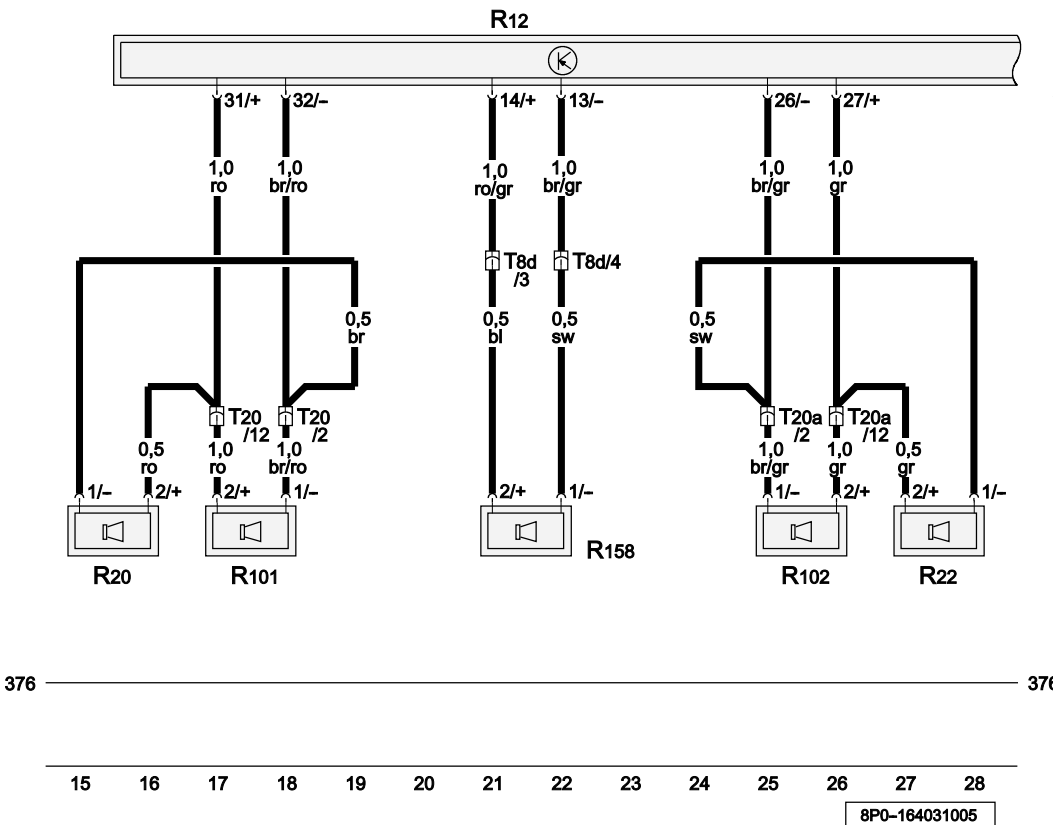 R12
31/+ 32/– 14/+ 13/– 26/– 27/+
1,0 1,0 1,0 1,0 1,0 1,0
ro br/ro ro/gr br/gr br/gr gr
T8d T8d/4
/3
0,5 0,5 0,5 0,5
br bl sw sw
T20 T20 T20a T20a
/12 /2 /2 /12
0,5 1,0 1,0 1,0 1,0 0,5
ro ro br/ro br/gr gr gr
1/– 2/+ 2/+ 1/– 2/+ 1/– 1/– 2/+ 2/+ 1/–
R158
R20 R101 R102 R22
376 376
15 16 17 18 19 20 21 22 23 24 25 26 27 28
8P0–164031005